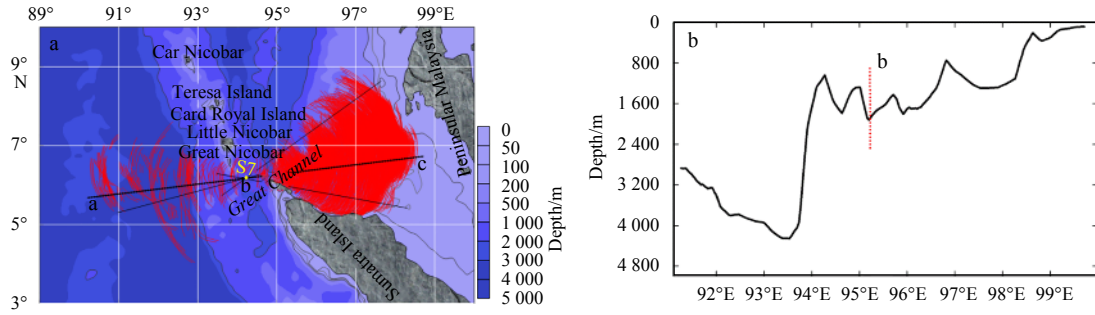 89° 91° 93° 95° 97° 99°E
a
9°
N
7°
5°
3°
Car Nicobar
Teresa Island
Card Royal Island
Little Nicobar
Great Nicobar
S7
b
Great Channel
a
c
Peninsular Malaysia
Sumatra Island
0
50
100
200
500
1 000
2 000
3 000
4 000
5 000
Depth/m
b
b
0
800
1 600
2 400
3 200
4 000
4 800
Depth/m
92°E 93°E 94°E 95°E 96°E 97°E 98°E 99°E